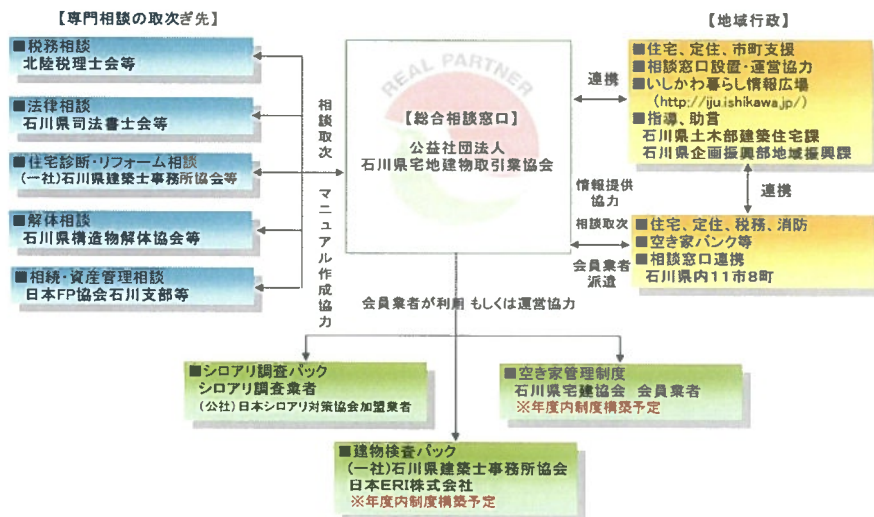 【専門相談の取次ぎ先】
■税務相談
北陸税理士会等
■法律相談
石川県司法書士会等
■住宅診断・リフォーム相談
(一社)石川県建築士事務所協会等
■解体相談
石川県構造物解体協会等
■相続・資産管理相談
日本FP協会石川支部等
相談取次
マニュアル作成協力
REAL PARTNER
【総合相談窓口】
公益社団法人
石川県宅地建物取引業協会
連携
情報提供
協力
相談取次
会員業者
派遣
【地域行政】
■住宅、定住、市町支援
■相談窓口設置・運営協力
■いしかわ暮らし情報広場
(http://iju.ishikawa.jp/)
■指導、助言
石川県土木部建築住宅課
石川県企画振興部地域振興課
連携
■住宅、定住、税務、消防
■空き家バンク等
■相談窓口連携
石川県内11市8町
会員業者が利用 もしくは運営協力
■シロアリ調査パック
シロアリ調査業者
(公社)日本シロアリ対策協会加盟業者
■空き家管理制度
石川県宅建協会 会員業者
※年度内制度構築予定
■建物検査パック
(一社)石川県建築士事務所協会
日本ERI株式会社
※年度内制度構築予定